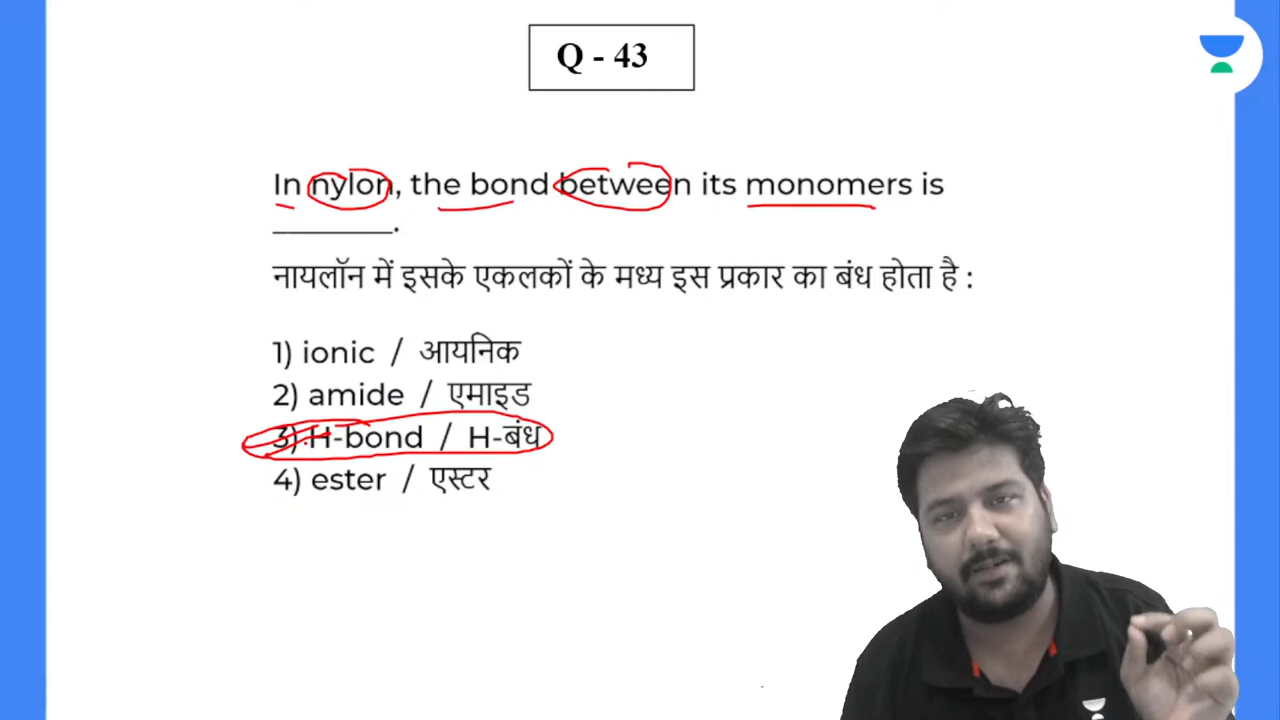 Q - 43
In nylon, the bond between its monomers is
________.
नायलॉन में इसके एकलकों के मध्य इस प्रकार का बंध होता है :
1) ionic / आयनिक
2) amide / एमाइड
3) H-bond / H-बंध
4) ester / एस्टर